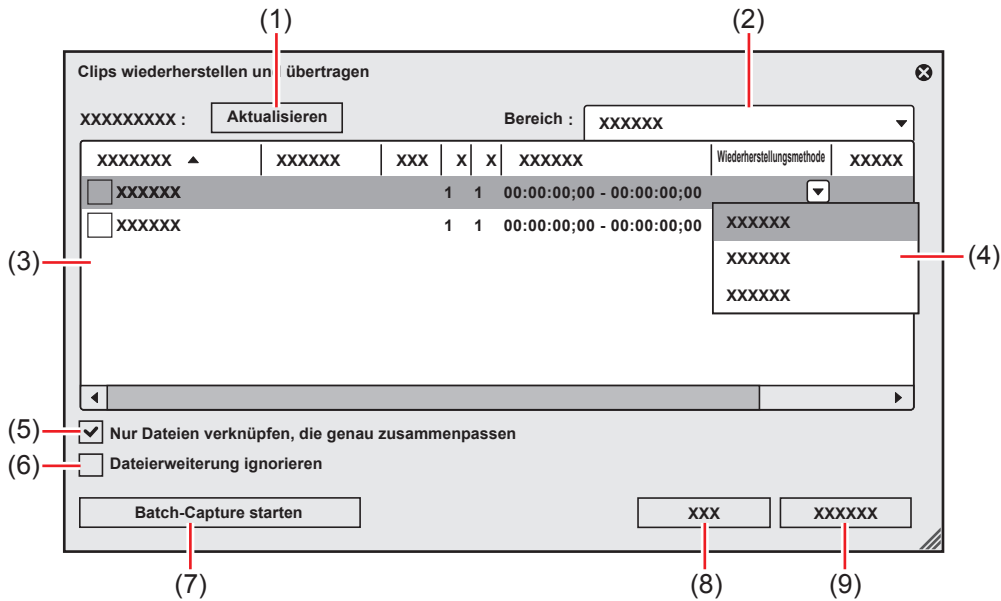 (1) (2)
Clips wiederherstellen und übertragen
XXXXXXXXX : Aktualisieren Bereich : XXXXXX
XXXXXXX XXXXXX XXX X X XXXXXX Wiederherstellungsmethode XXXXX
XXXXXX 1 1 00:00:00;00 - 00:00:00;00
XXXXXX 1 1 00:00:00;00 - 00:00:00;00
XXXXXX
XXXXXX
XXXXXX
(3)
(4)
(5) Nur Dateien verknüpfen, die genau zusammenpassen
(6) Dateierweiterung ignorieren
Batch-Capture starten XXX XXXXXX
(7) (8) (9)